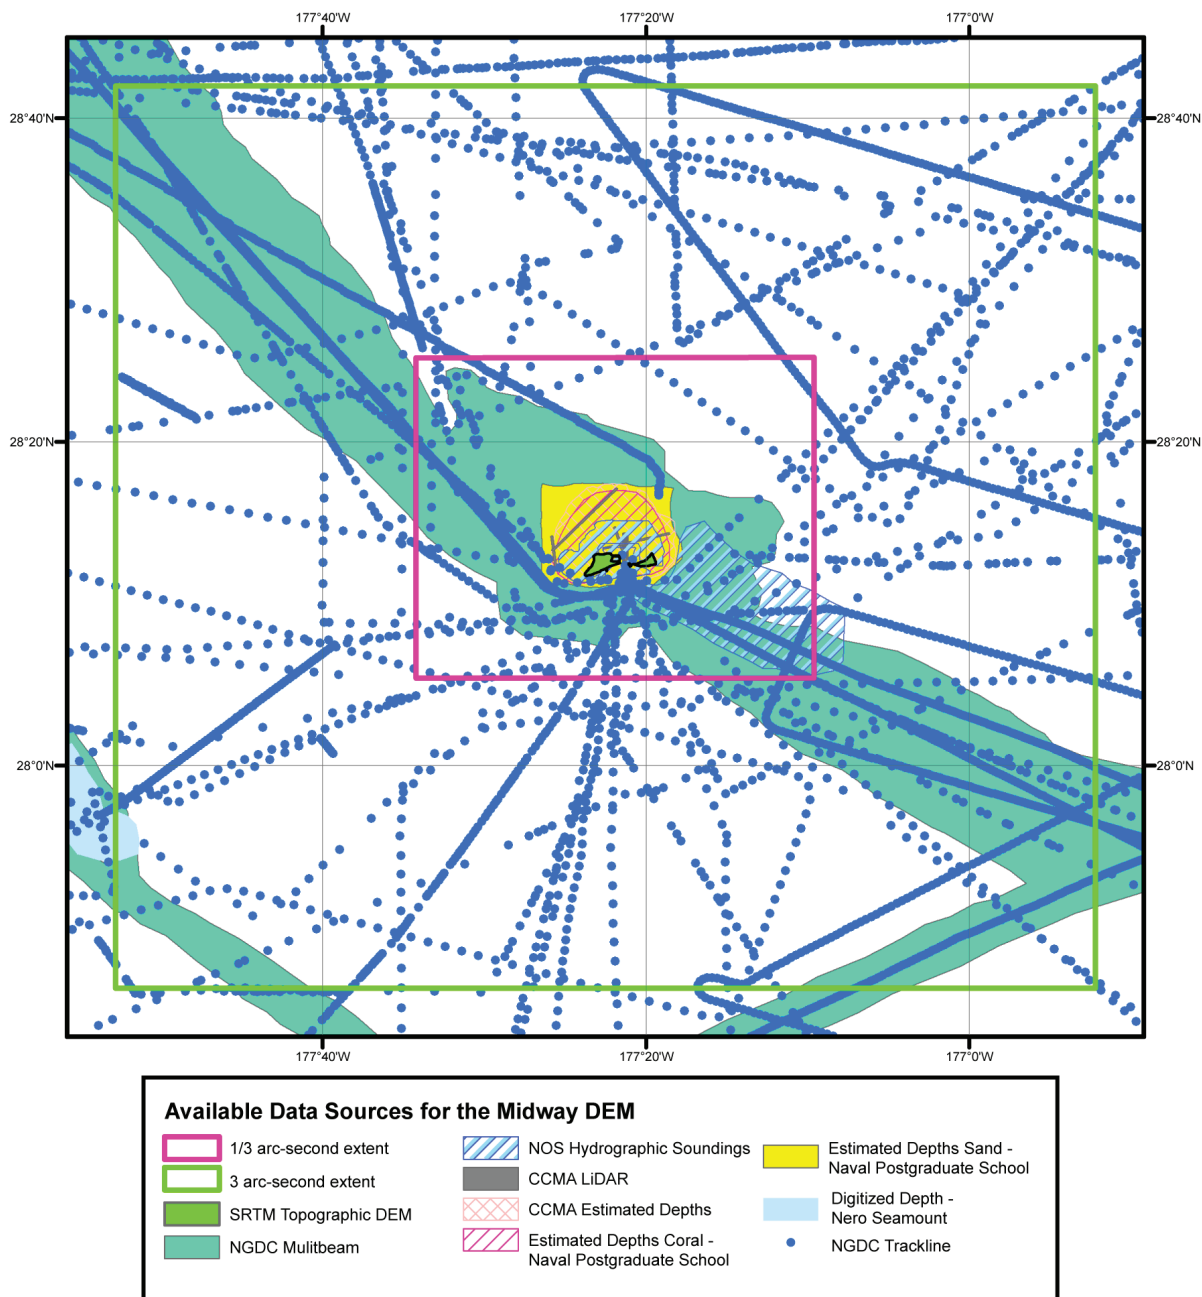 177°40'W 177°20'W 177°0'W
28°40'N 28°40'N
28°20'N 28°20'N
28°0'N 28°0'N
177°40'W 177°20'W 177°0'W
Available Data Sources for the Midway DEM
1/3 arc-second extent
3 arc-second extent
SRTM Topographic DEM
NGDC Mulitbeam
NOS Hydrographic Soundings
CCMA LiDAR
CCMA Estimated Depths
Estimated Depths Coral -
Naval Postgraduate School
Estimated Depths Sand -
Naval Postgraduate School
Digitized Depth -
Nero Seamount
NGDC Trackline